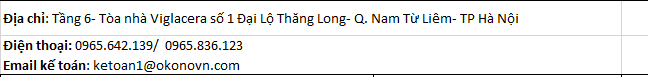 Địa chỉ: Tầng 6- Tòa nhà Viglacera số 1 Đại Lộ Thăng Long- Q. Nam Từ Liêm- TP Hà Nội
Điện thoại: 0965.642.139/ 0965.836.123
Email kế toán: ketoan1@okonovn.com